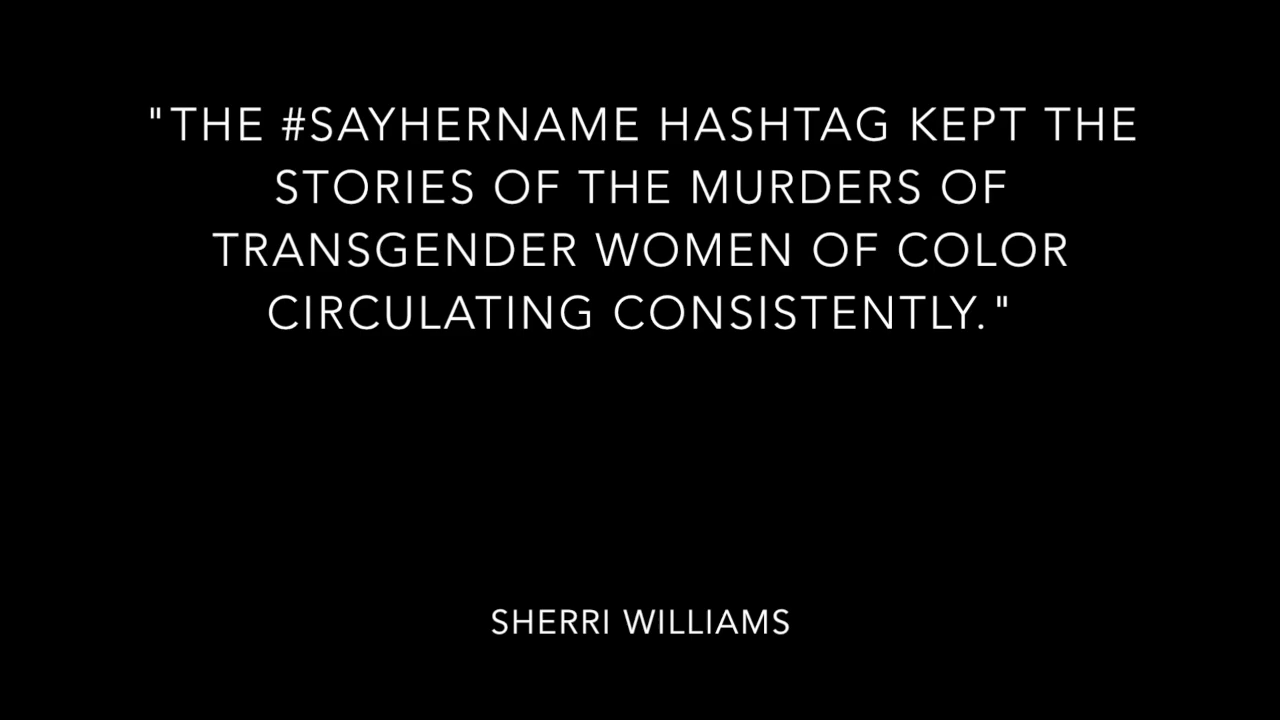 "THE #SAYHERNAME HASHTAG KEPT THE
STORIES OF THE MURDERS OF
TRANSGENDER WOMEN OF COLOR
CIRCULATING CONSISTENTLY."
SHERRI WILLIAMS